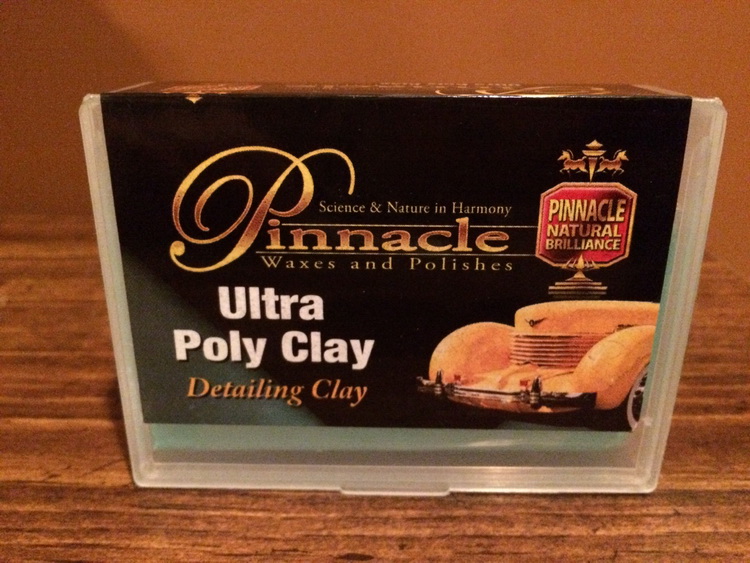 Science & Nature in Harmony
Pinnacle
Waxes and Polishes
PINNACLE
NATURAL
BRILLIANCE
Ultra
Poly Clay
Detailing Clay